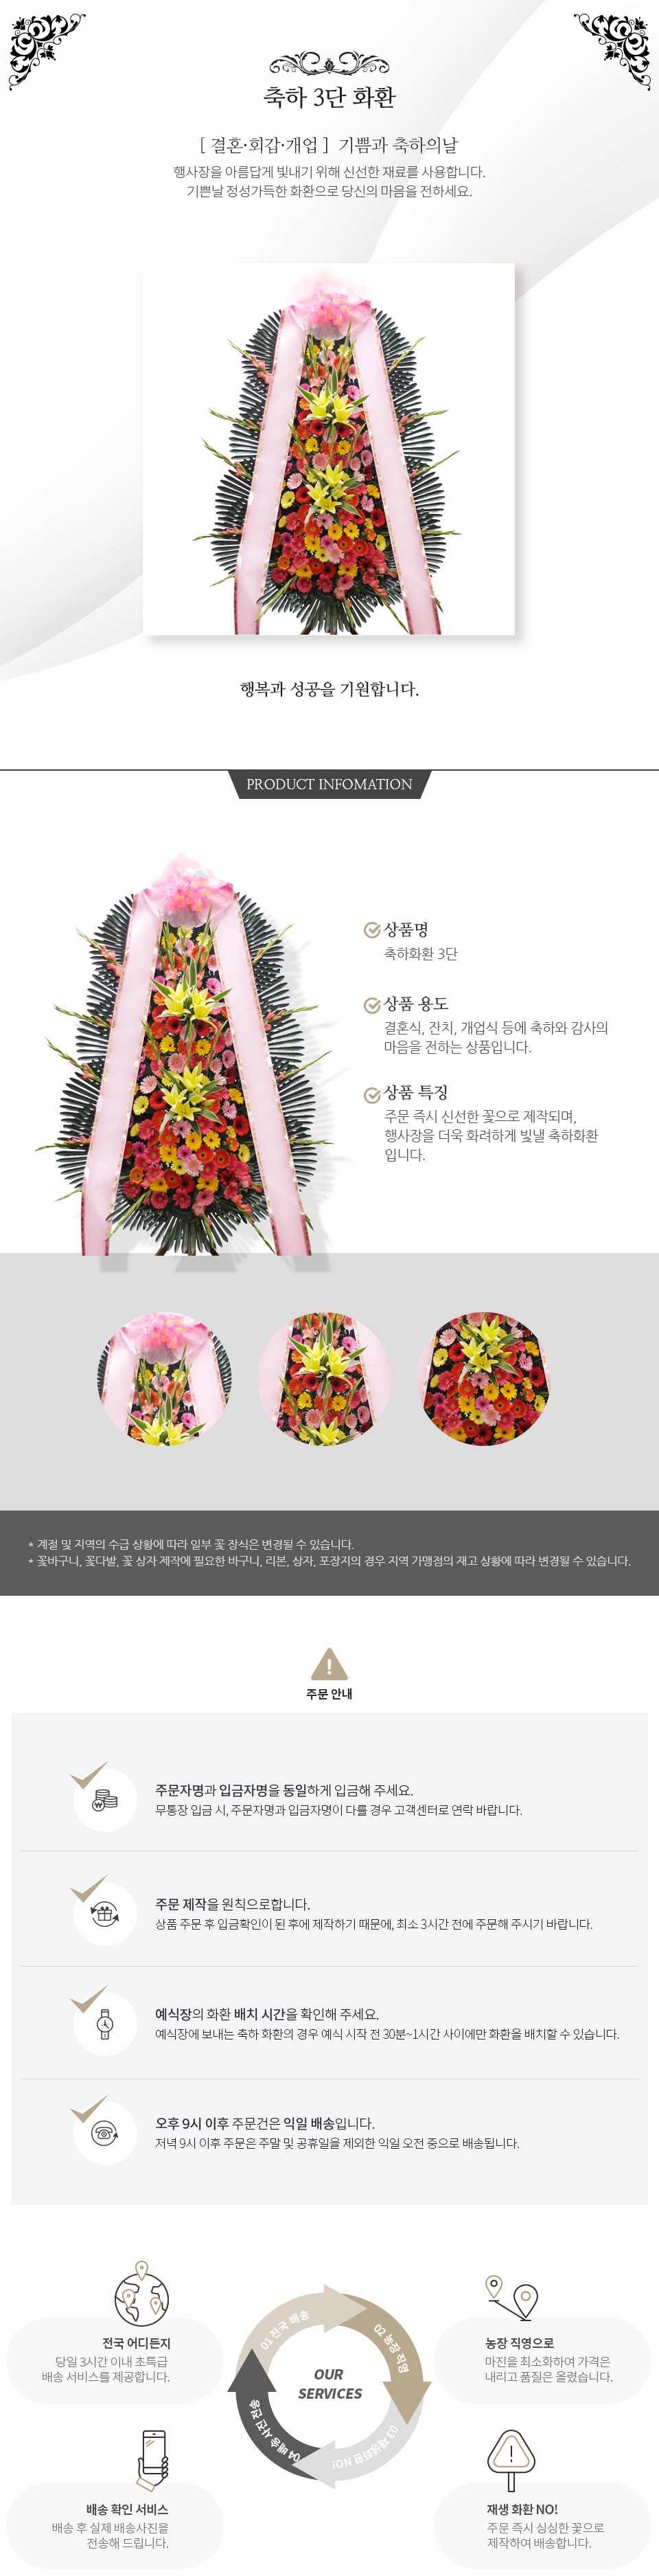 축하 3단 화환
[ 결혼·회갑·개업 ] 기쁨과 축하의날
행사장을 아름답게 빛내기 위해 신선한 재료를 사용합니다.
기쁜날 정성가득한 화환으로 당신의 마음을 전하세요.
행복과 성공을 기원합니다.
PRODUCT INFOMATION
상품명
축하화환 3단
상품 용도
결혼식, 잔치, 개업식 등에 축하와 감사의
마음을 전하는 상품입니다.
상품 특징
주문 즉시 신선한 꽃으로 제작되며,
행사장을 더욱 화려하게 빛낼 축하화환
입니다.
* 계절 및 지역의 수급 상황에 따라 일부 꽃 장식은 변경될 수 있습니다.
* 꽃바구니, 꽃다발, 꽃 상자 제작에 필요한 바구니, 리본, 상자, 포장지의 경우 지역 가맹점의 재고 상황에 따라 변경될 수 있습니다.
!
주문 안내
주문자명과 입금자명을 동일하게 입금해 주세요.
무통장 입금 시, 주문자명과 입금자명이 다를 경우 고객센터로 연락 바랍니다.
주문 제작을 원칙으로합니다.
상품 주문 후 입금확인이 된 후에 제작하기 때문에, 최소 3시간 전에 주문해 주시기 바랍니다.
예식장의 화환 배치 시간을 확인해 주세요.
예식장에 보내는 축하 화환의 경우 예식 시작 전 30분~1시간 사이에만 화환을 배치할 수 있습니다.
오후 9시 이후 주문건은 익일 배송입니다.
저녁 9시 이후 주문은 주말 및 공휴일을 제외한 익일 오전 중으로 배송됩니다.
전국 어디든지
당일 3시간 이내 초특급
배송 서비스를 제공합니다.
농장 직영으로
마진을 최소화하여 가격은
내리고 품질은 올렸습니다.
01 전국 배송
02 농장 직영
OUR
SERVICES
03 재생화환 NO!
04 배송 사진 전송
배송 확인 서비스
배송 후 실제 배송사진을
전송해 드립니다.
재생 화환 NO!
주문 즉시 싱싱한 꽃으로
제작하여 배송합니다.